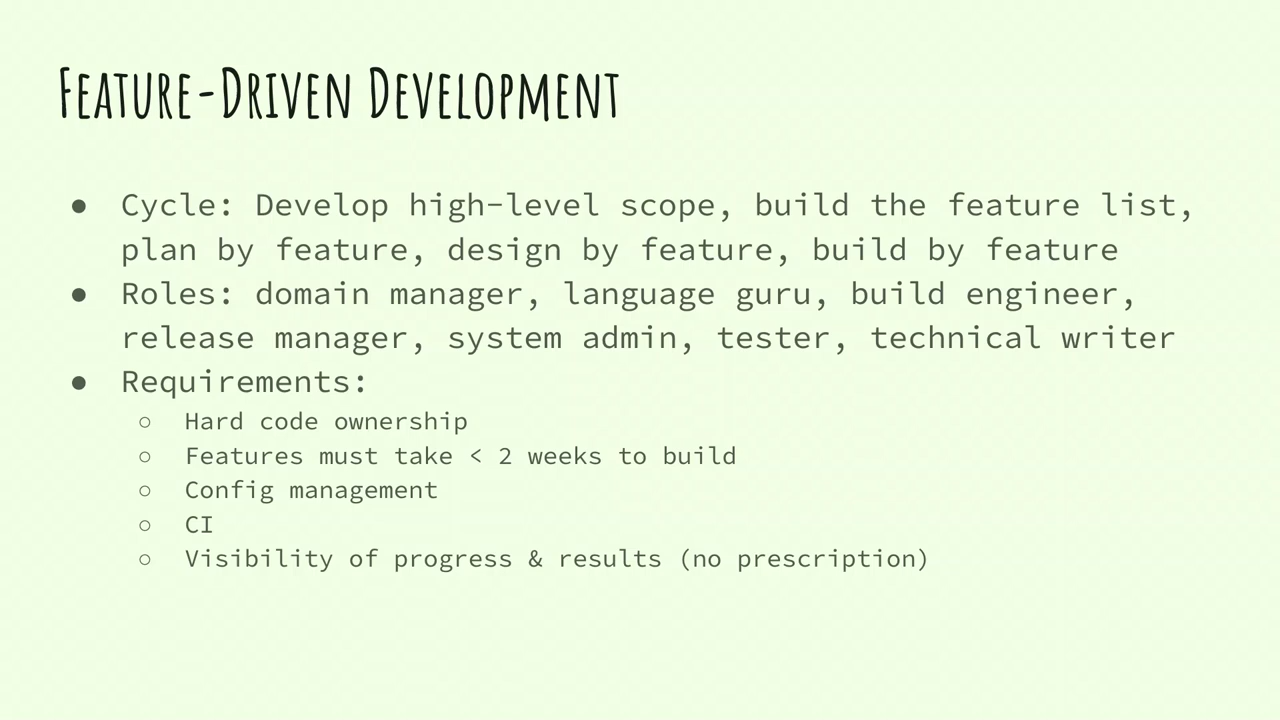 Feature-Driven Development
● Cycle: Develop high-level scope, build the feature list,
plan by feature, design by feature, build by feature
● Roles: domain manager, language guru, build engineer,
release manager, system admin, tester, technical writer
● Requirements:
○ Hard code ownership
○ Features must take < 2 weeks to build
○ Config management
○ CI
○ Visibility of progress & results (no prescription)